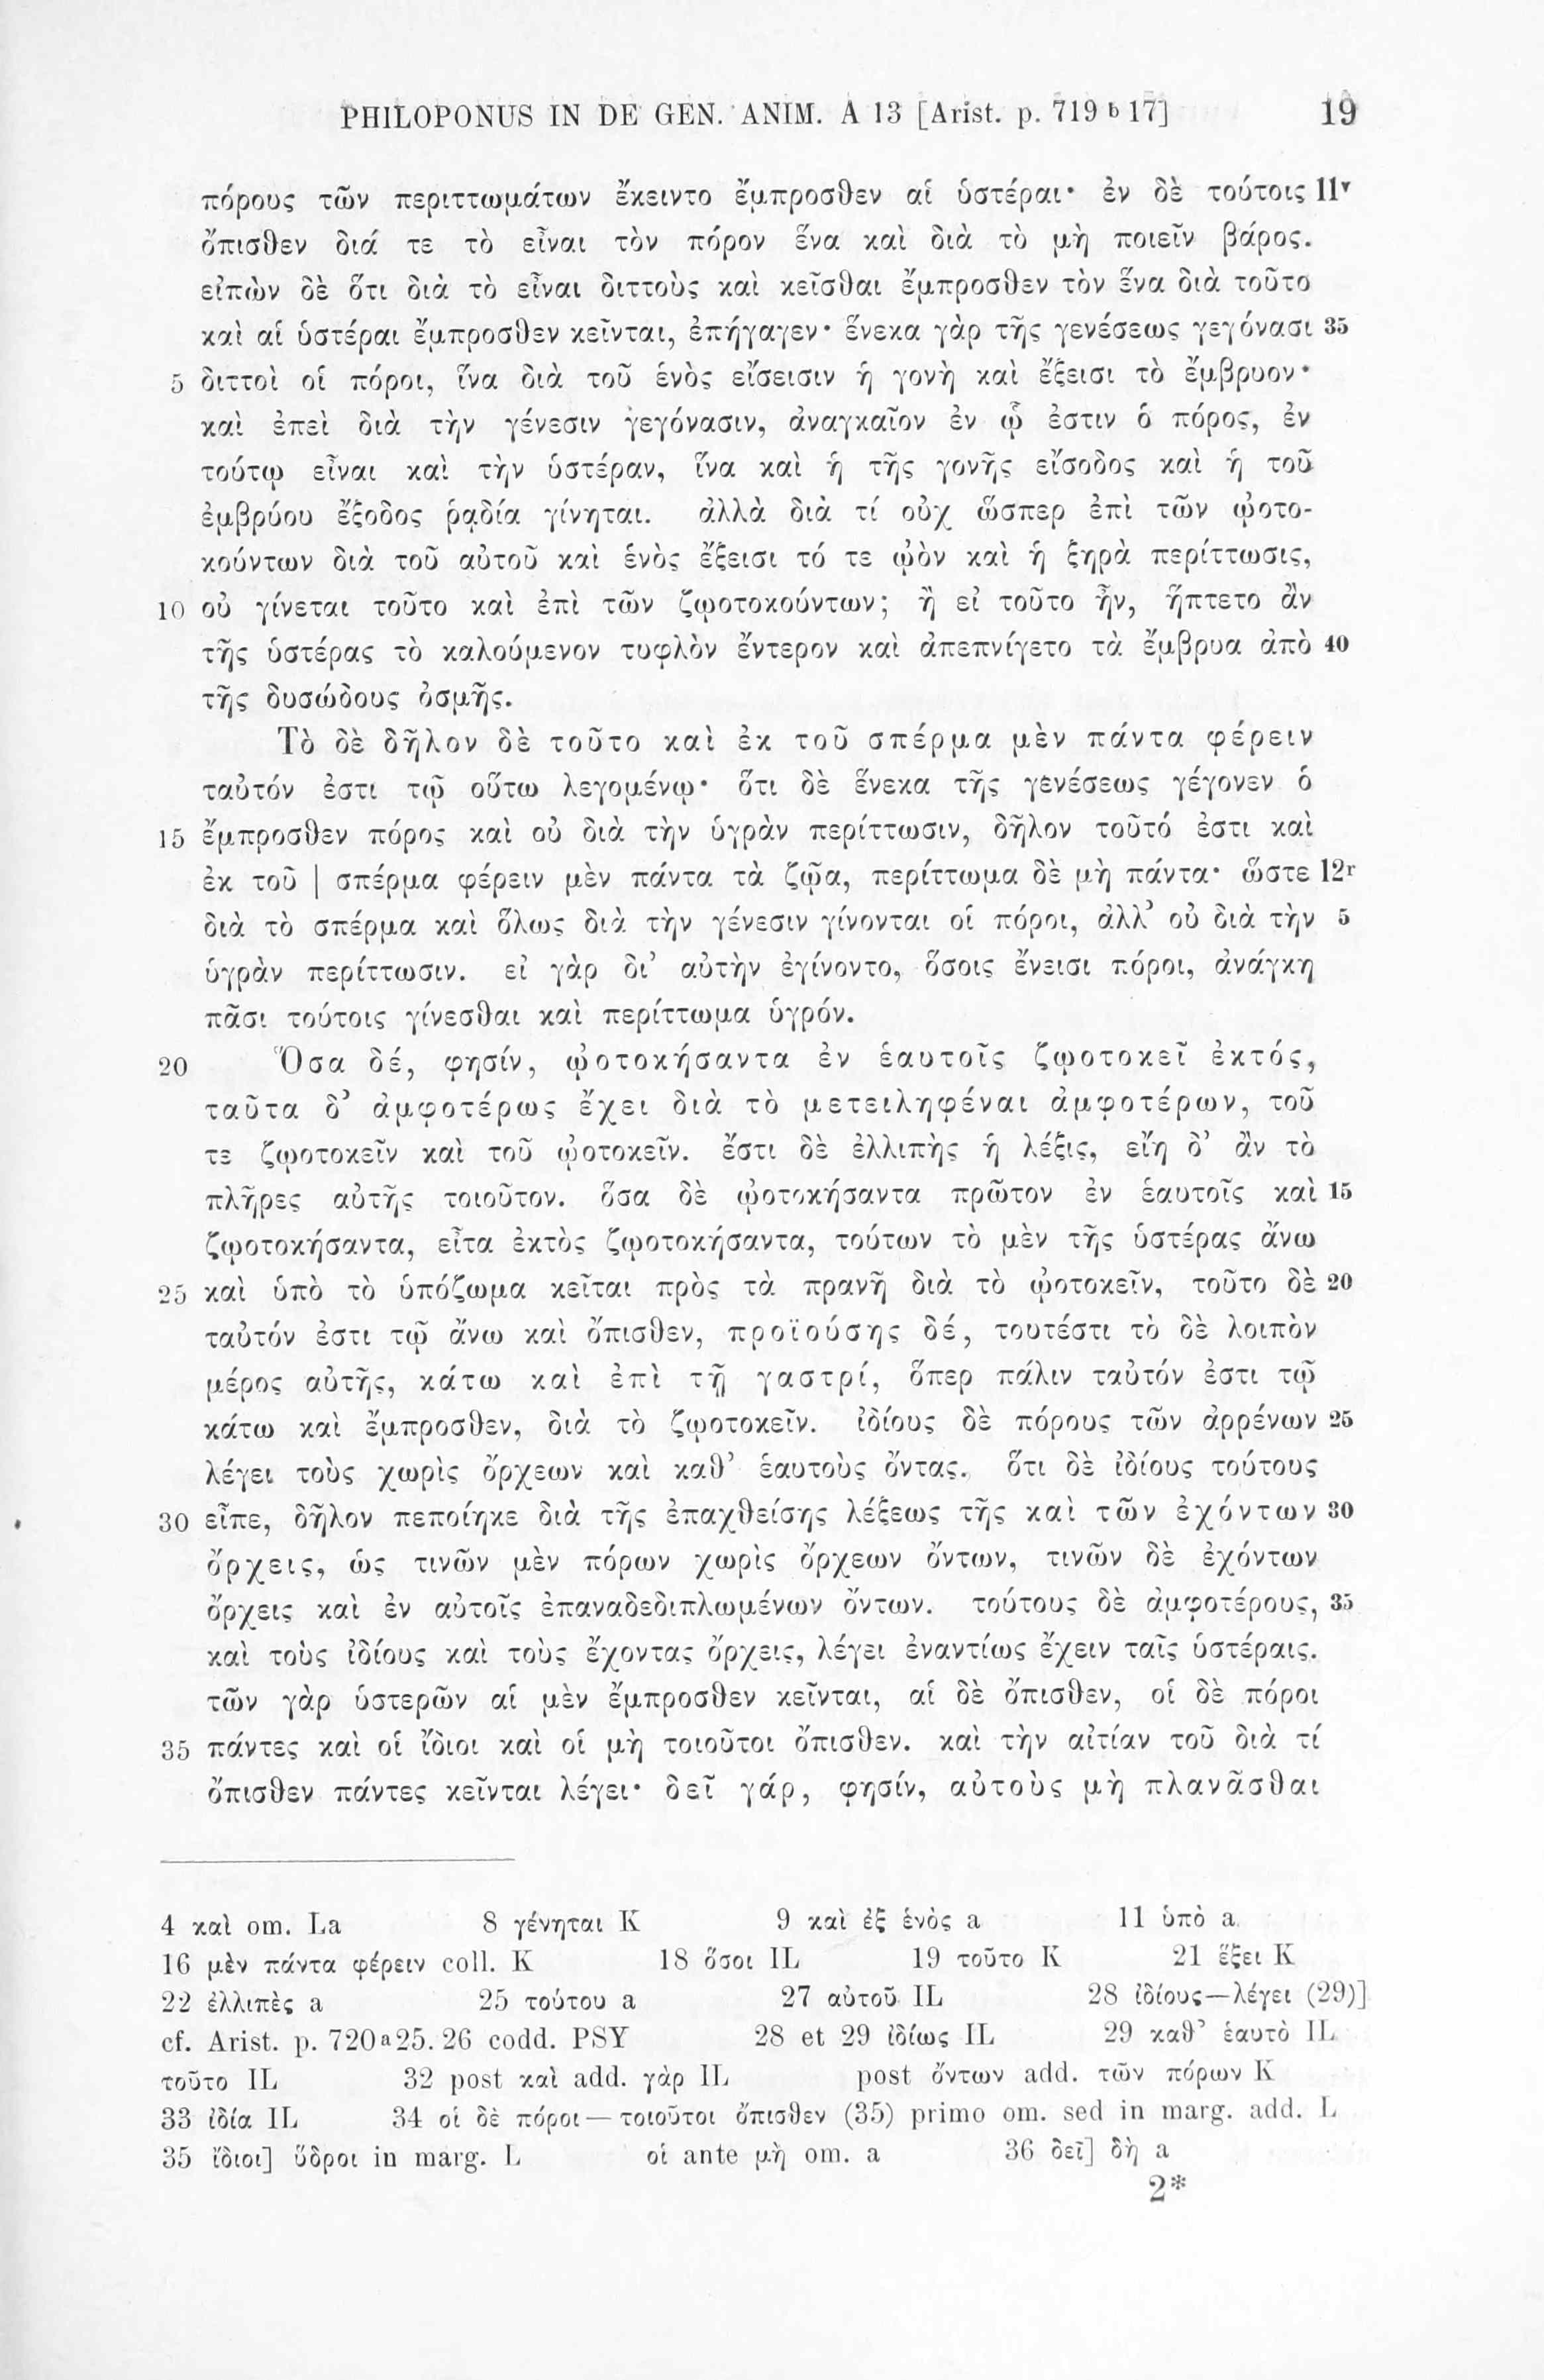 PHILOPONUS IN DE GEN. ANIM. A 13 [Arist. p. 719 b 17] 19
πόρους τῶν περιττωμάτων ἔκειντο ἔμπροσθεν αἱ ὑστέραι· ἐν δὲ τούτοις 11v
ὄπισθεν διά τε τὸ εἶναι τὸν πόρον ἕνα καὶ διὰ τὸ μὴ ποιεῖν βάρος.
εἰπὼν δὲ ὅτι διὰ τὸ εἶναι διττοὺς καὶ κεῖσθαι ἔμπροσθεν τὸν ἕνα διὰ τοῦτο
καὶ αἱ ὑστέραι ἔμπροσθεν κεῖνται, ἐπήγαγεν· ἕνεκα γὰρ τῆς γενέσεως γεγόνασι 35
5 διττοὶ οἱ πόροι, ἵνα διὰ τοῦ ἑνὸς εἴσεισιν ἡ γονὴ καὶ ἔξεισι τὸ ἔμβρυον·
καὶ ἐπεὶ διὰ τὴν γένεσιν γεγόνασιν, ἀναγκαῖον ἐν ᾧ ἐστιν ὁ πόρος, ἐν
τούτῳ εἶναι καὶ τὴν ὑστέραν, ἵνα καὶ ἡ τῆς γονῆς εἴσοδος καὶ ἡ τοῦ
ἐμβρύου ἔξοδος ῥᾳδία γίνηται. ἀλλὰ διὰ τί οὐχ ὥσπερ ἐπὶ τῶν ᾠοτο-
κούντων διὰ τοῦ αὐτοῦ καὶ ἑνὸς ἔξεισι τό τε ᾠὸν καὶ ἡ ξηρὰ περίττωσις,
10 οὐ γίνεται τοῦτο καὶ ἐπὶ τῶν ζῳοτοκούντων; ἢ εἰ τοῦτο ἦν, ἥπτετο ἂν
τῆς ὑστέρας τὸ καλούμενον τυφλὸν ἔντερον καὶ ἀπεπνίγετο τὰ ἔμβρυα ἀπὸ 40
τῆς δυσώδους ὀσμῆς.
Τὸ δὲ δῆλον δὲ τοῦτο καὶ ἐκ τοῦ σπέρμα μὲν πάντα φέρειν
ταὐτόν ἐστι τῷ οὕτω λεγομένῳ· ὅτι δὲ ἕνεκα τῆς γενέσεως γέγονεν ὁ
15 ἔμπροσθεν πόρος καὶ οὐ διὰ τὴν ὑγρὰν περίττωσιν, δῆλον τοῦτό ἐστι καὶ
ἐκ τοῦ | σπέρμα φέρειν μὲν πάντα τὰ ζῷα, περίττωμα δὲ μὴ πάντα· ὥστε 12r
διὰ τὸ σπέρμα καὶ ὅλως διὰ τὴν γένεσιν γίνονται οἱ πόροι, ἀλλ’ οὐ διὰ τὴν 5
ὑγρὰν περίττωσιν. εἰ γὰρ δι’ αὐτὴν ἐγίνοντο, ὅσοις ἔνεισι πόροι, ἀνάγκη
πᾶσι τούτοις γίνεσθαι καὶ περίττωμα ὑγρόν.
20 Ὅσα δέ, φησίν, ᾠοτοκήσαντα ἐν ἑαυτοῖς ζῳοτοκεῖ ἐκτός,
ταῦτα δ’ ἀμφοτέρως ἔχει διὰ τὸ μετειληφέναι ἀμφοτέρων, τοῦ
τε ζῳοτοκεῖν καὶ τοῦ ᾠοτοκεῖν. ἔστι δὲ ἐλλιπὴς ἡ λέξις, εἴη δ’ ἂν τὸ
πλῆρες αὐτῆς τοιοῦτον. ὅσα δὲ ᾠοτοκήσαντα πρῶτον ἐν ἑαυτοῖς καὶ 15
ζῳοτοκήσαντα, εἶτα ἐκτὸς ζῳοτοκήσαντα, τούτων τὸ μὲν τῆς ὑστέρας ἄνω
25 καὶ ὑπὸ τὸ ὑπόζωμα κεῖται πρὸς τὰ πρανῆ διὰ τὸ ᾠοτοκεῖν, τοῦτο δὲ 20
ταὐτόν ἐστι τῷ ἄνω καὶ ὄπισθεν, προϊούσης δέ, τουτέστι τὸ δὲ λοιπὸν
μέρος αὐτῆς, κάτω καὶ ἐπὶ τῇ γαστρί, ὅπερ πάλιν ταὐτόν ἐστι τῷ
κάτω καὶ ἔμπροσθεν, διὰ τὸ ζῳοτοκεῖν. ἰδίους δὲ πόρους τῶν ἀρρένων 25
λέγει τοὺς χωρὶς ὄρχεων καὶ καθ’ ἑαυτοὺς ὄντας. ὅτι δὲ ἰδίους τούτους
30 εἶπε, δῆλον πεποίηκε διὰ τῆς ἐπαχθείσης λέξεως τῆς καὶ τῶν ἐχόντων 30
ὄρχεις, ὡς τινῶν μὲν πόρων χωρὶς ὄρχεων ὄντων, τινῶν δὲ ἐχόντων
ὄρχεις καὶ ἐν αὐτοῖς ἐπαναδεδιπλωμένων ὄντων. τούτους δὲ ἀμφοτέρους, 35
καὶ τοὺς ἰδίους καὶ τοὺς ἔχοντας ὄρχεις, λέγει ἐναντίως ἔχειν ταῖς ὑστέραις.
τῶν γὰρ ὑστερῶν αἱ μὲν ἔμπροσθεν κεῖνται, αἱ δὲ ὄπισθεν, οἱ δὲ πόροι
35 πάντες καὶ οἱ ἴδιοι καὶ οἱ μὴ τοιοῦτοι ὄπισθεν. καὶ τὴν αἰτίαν τοῦ διὰ τί
ὄπισθεν πάντες κεῖνται λέγει· δεῖ γάρ, φησίν, αὐτοὺς μὴ πλανᾶσθαι
4 καὶ om. La 8 γένηται K 9 καὶ ἐξ ἑνὸς a 11 ὑπὸ a
16 μὲν πάντα φέρειν coll. K 18 ὅσοι IL 19 τοῦτο K 21 ἕξει K
22 ἐλλιπὲς a 25 τούτου a 27 αὐτοῦ IL 28 ἰδίους—λέγει (29)]
cf. Arist. p. 720a25. 26 codd. PSY 28 et 29 ἰδίως IL 29 καθ’ ἑαυτὸ IL
τοῦτο IL 32 post καὶ add. γὰρ IL post ὄντων add. τῶν πόρων K
33 ἰδία IL 34 οἱ δὲ πόροι—τοιοῦτοι ὄπισθεν (35) primo om. sed in marg. add. L
35 ἴδιοι] ὕδροι in marg. L οἱ ante μὴ om. a 36 δεῖ] δὴ a
2*